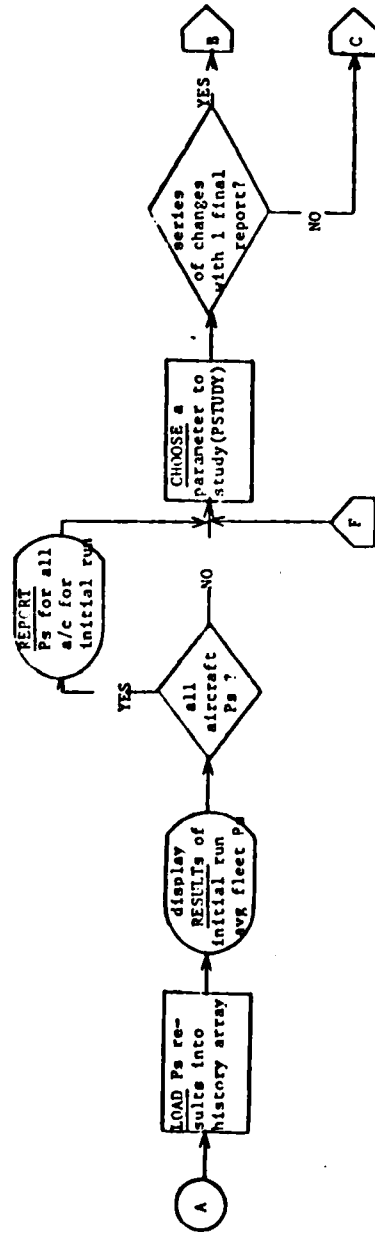 A
LOAD Ps re-
sults into
history array
display
RESULTs of
initial run
avg fleet Ps
all
aircraft
Ps ?
YES
NO
REPORT
Ps for all
a/c for
initial run
F
CHOOSE a
parameter to
study(PSTUDY)
series
of changes
with 1 final
report?
YES
NO
B
C